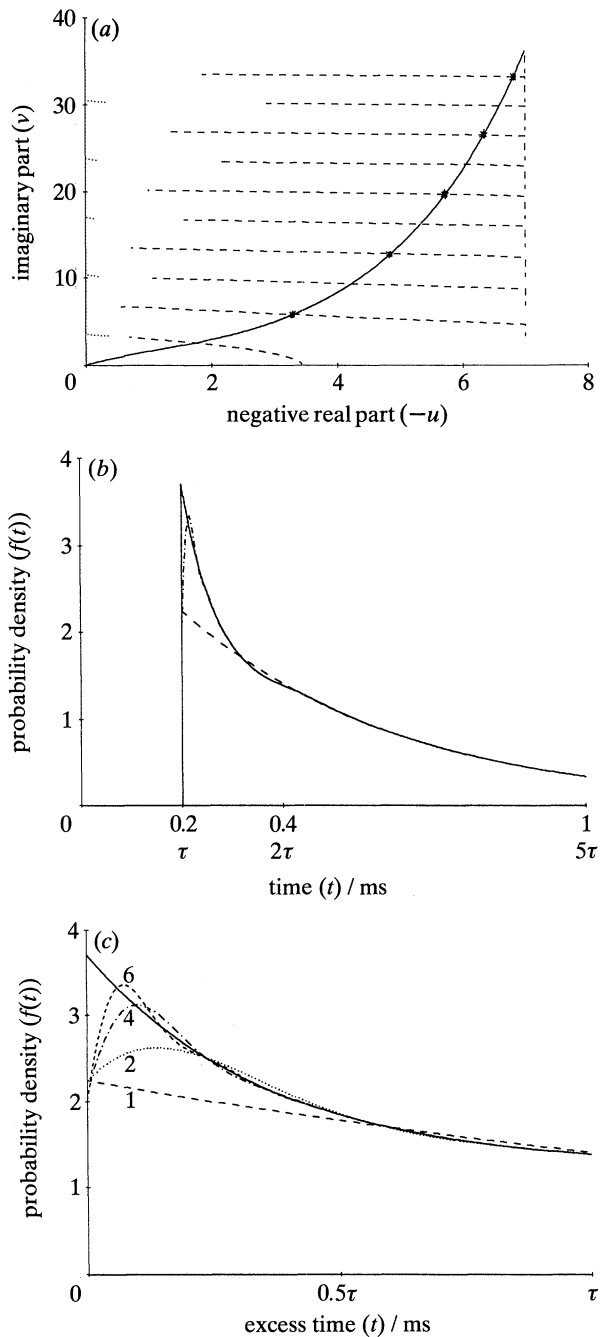 (a)
40
30
20
10
0
2
4
6
8
imaginary part (v)
negative real part (−u)
(b)
4
3
2
1
0
0.2
0.4
1
τ
2τ
5τ
probability density (f(t))
time (t) / ms
(c)
4
3
2
1
0
6
4
2
1
0.5τ
τ
probability density (f(t))
excess time (t) / ms